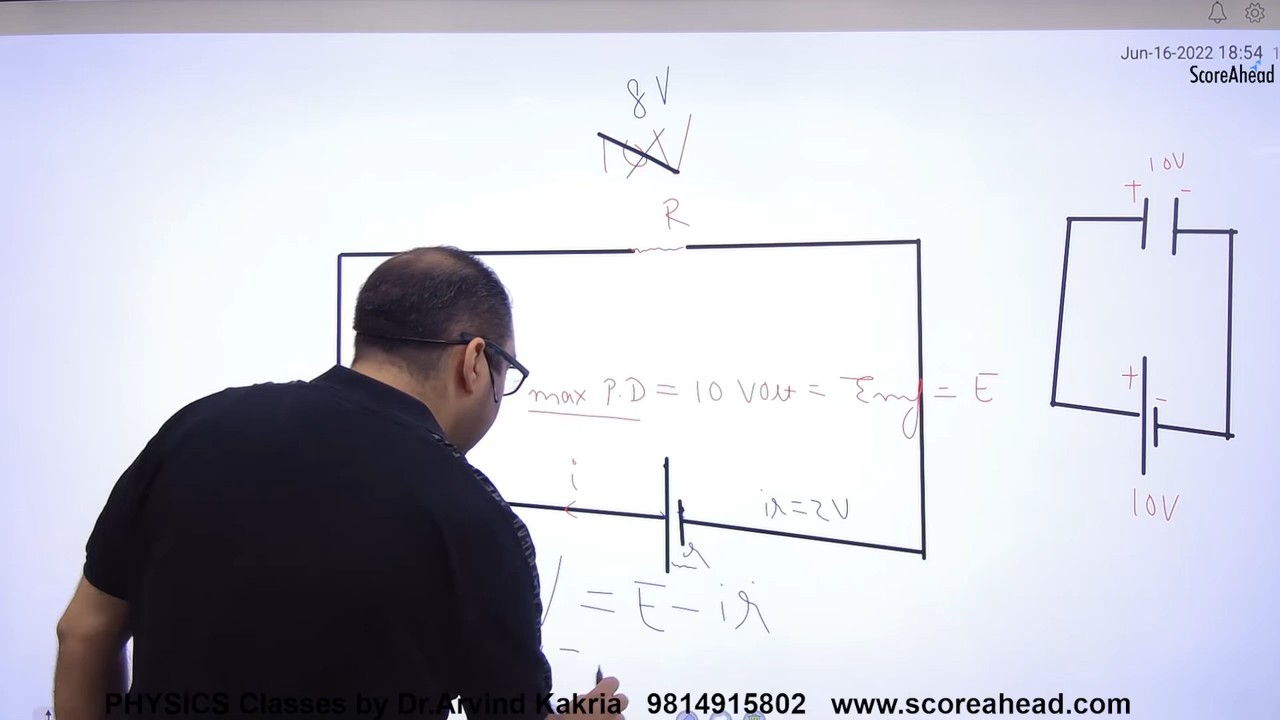 Jun-16-2022 18:54
ScoreAhead
8 V
10V
R
10V
+ -
max P.D = 10 Volt = Emf = E
+ -
i
ir=2V
10V
r
V = E - ir
PHYSICS Classes by Dr.Arvind Kakria 9814915802 www.scoreahead.com